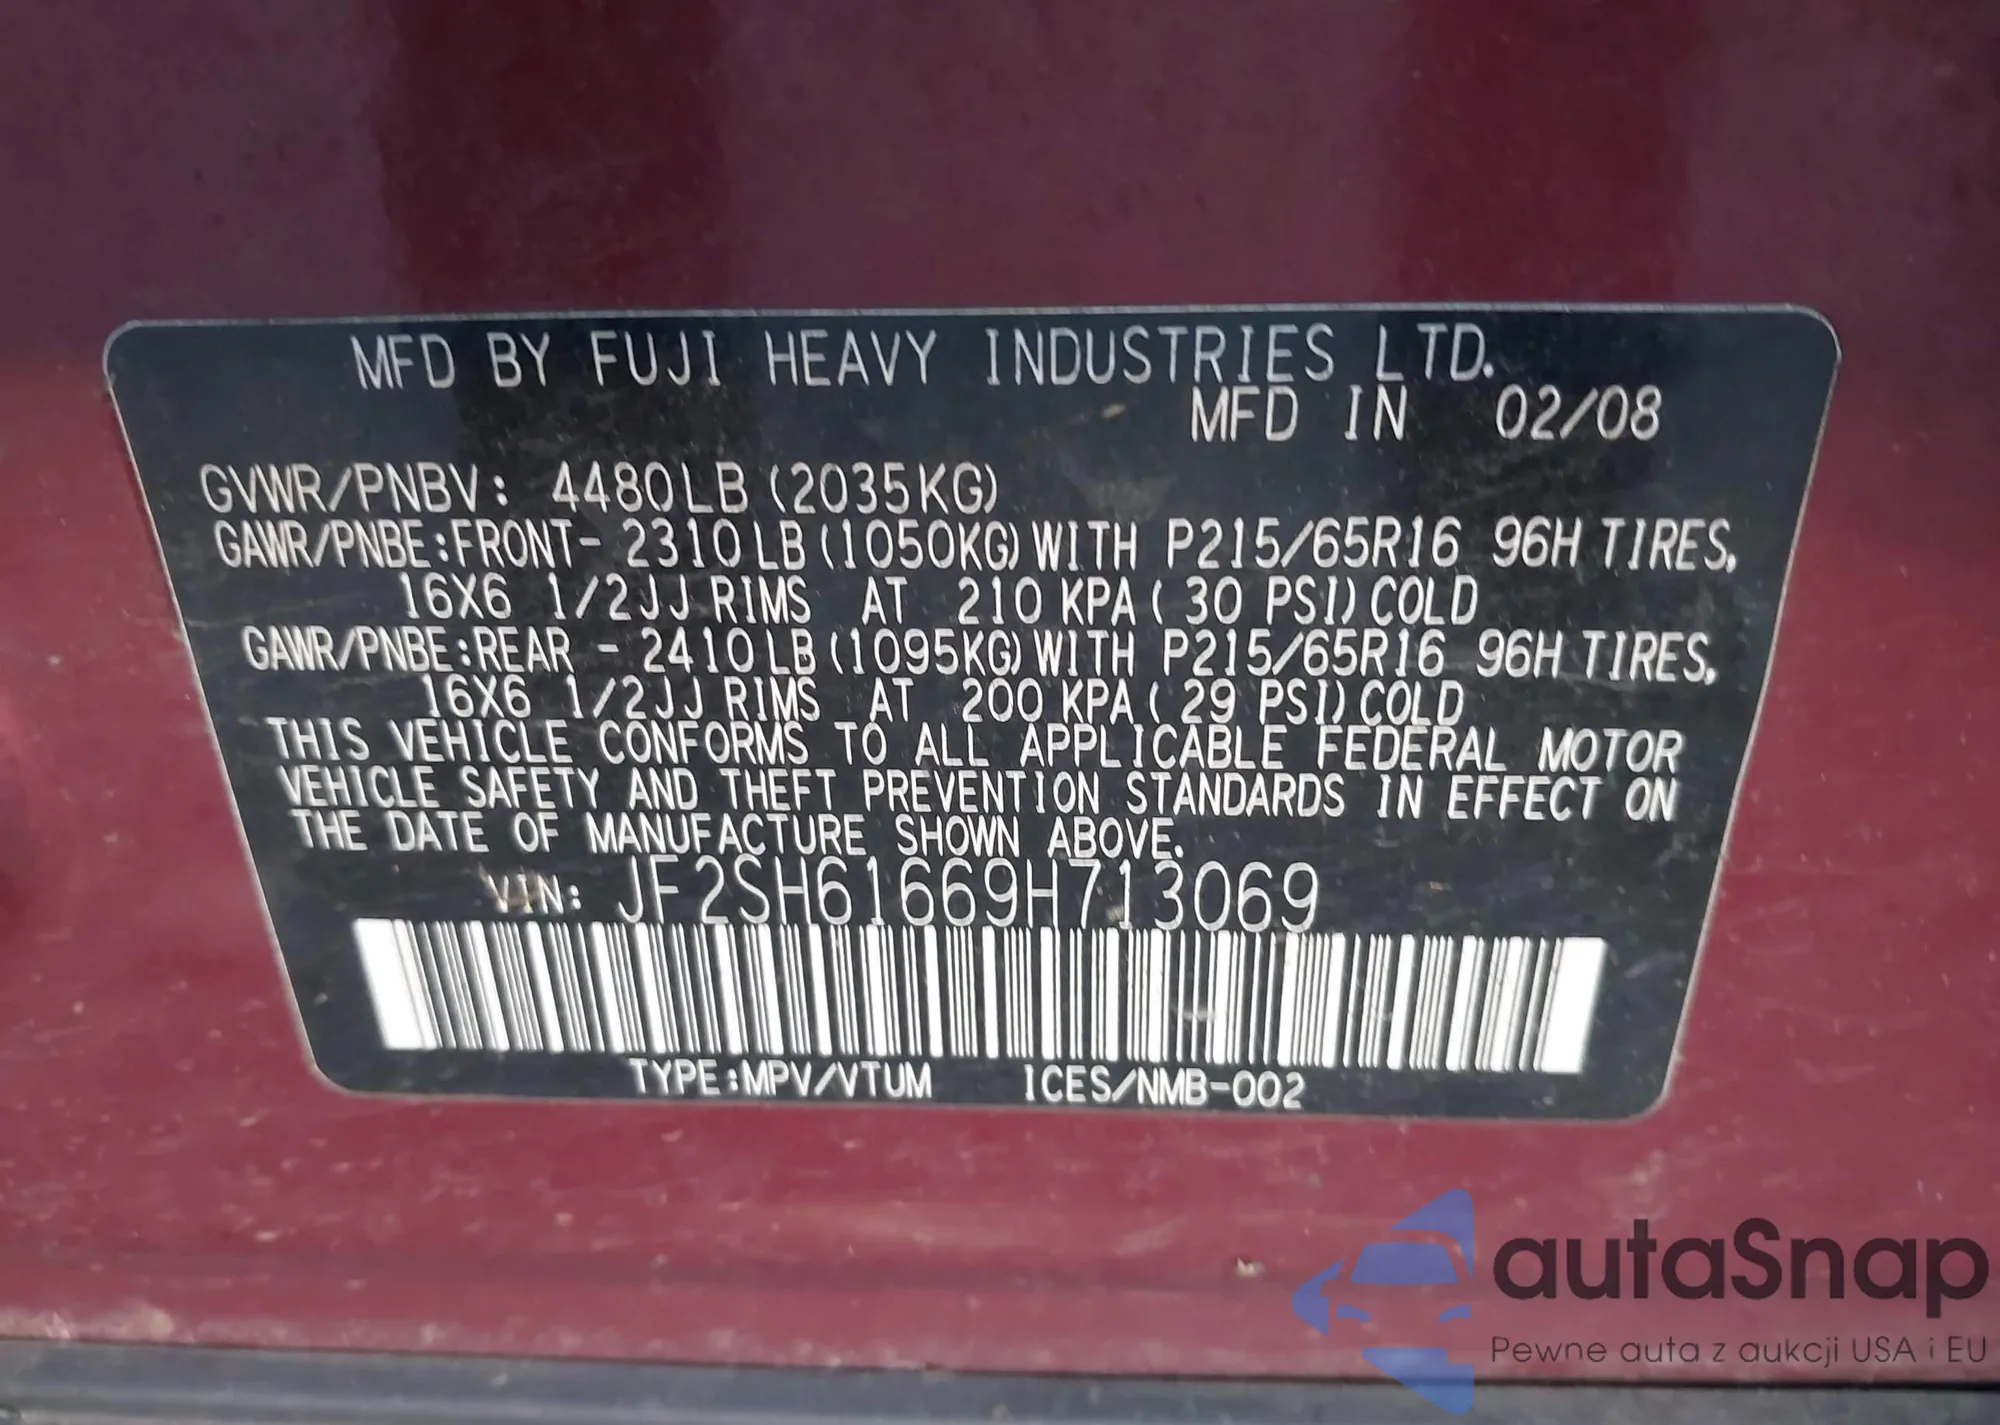 MFD BY FUJI HEAVY INDUSTRIES LTD.
MFD IN 02/08
GVWR/PNBV: 4480LB (2035KG)
GAWR/PNBE:FRONT- 2310LB (1050KG) WITH P215/65R16 96H TIRES,
16X6 1/2JJ RIMS AT 210 KPA ( 30 PSI) COLD
GAWR/PNBE:REAR - 2410LB (1095KG) WITH P215/65R16 96H TIRES,
16X6 1/2JJ RIMS AT 200 KPA ( 29 PSI) COLD
THIS VEHICLE CONFORMS TO ALL APPLICABLE FEDERAL MOTOR
VEHICLE SAFETY AND THEFT PREVENTION STANDARDS IN EFFECT ON
THE DATE OF MANUFACTURE SHOWN ABOVE.
VIN: JF2SH61669H713069
TYPE:MPV/VTUM ICES/NMB-002
autaSnap
Pewne auta z aukcji USA i EU